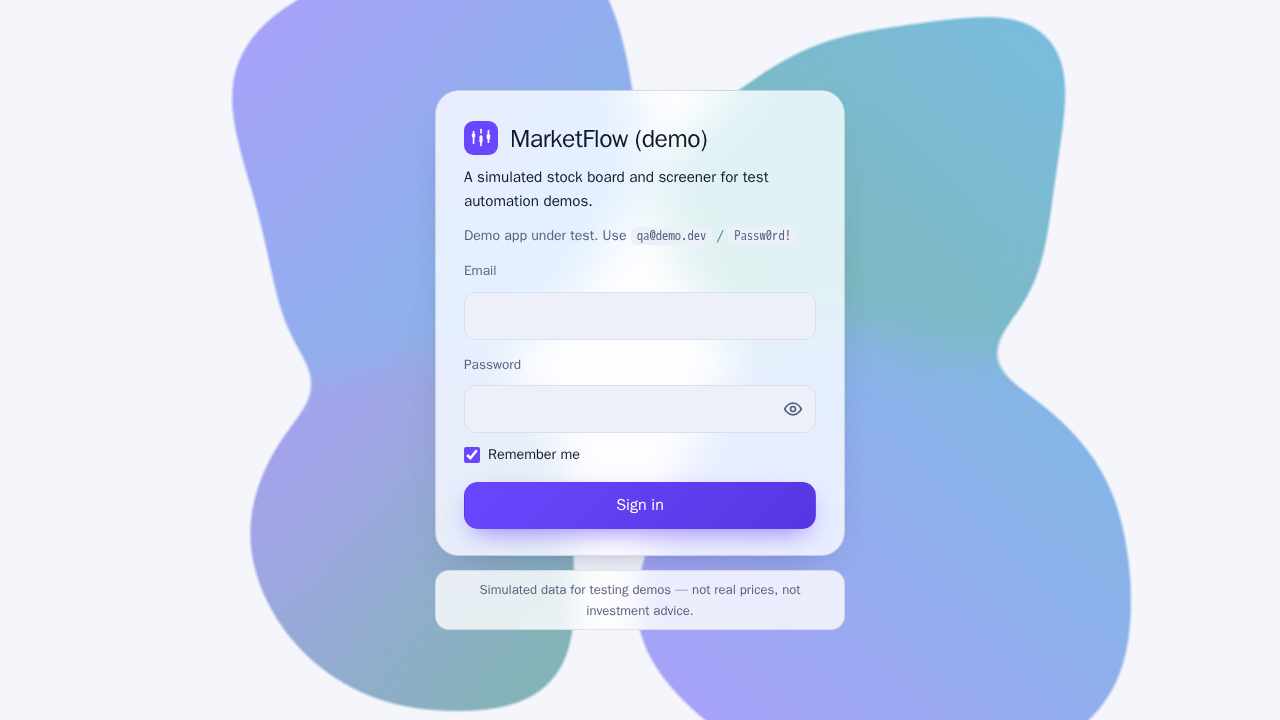 MarketFlow (demo)
A simulated stock board and screener for test
automation demos.
Demo app under test. Use qa@demo.dev / Passw0rd!
Email
Password
Remember me
Sign in
Simulated data for testing demos — not real prices, not
investment advice.